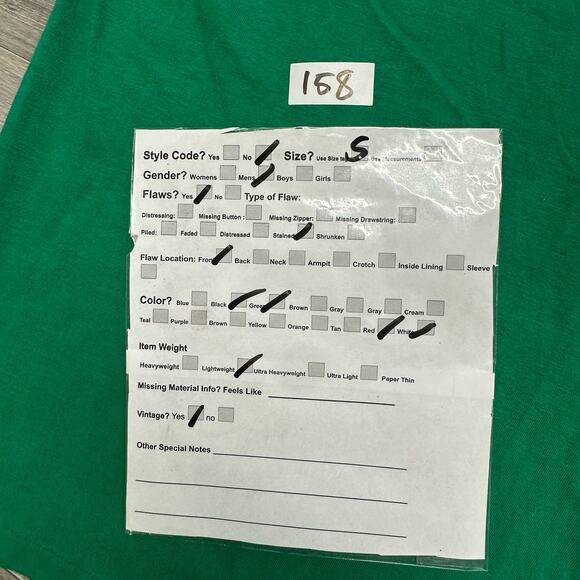 158
Style Code? Yes No Size? Use Size S Use Measurements
Gender? Womens Mens Boys Girls
Flaws? Yes No Type of Flaw:
Distressing: Missing Button : Missing Zipper: Missing Drawstring:
Piled: Faded Distressed Stained Shrunken
Flaw Location: Front Back Neck Armpit Crotch Inside Lining Sleeve
Color? Blue Black Green Brown Gray Gray Cream
Teal Purple Brown Yellow Orange Tan Red White
Item Weight
Heavyweight Lightweight Ultra Heavyweight Ultra Light Paper Thin
Missing Material Info? Feels Like
Vintage? Yes no
Other Special Notes